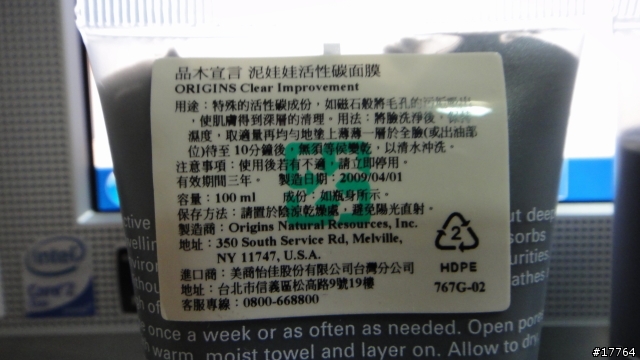 品木宣言 泥娃娃活性碳面膜
ORIGINS Clear Improvement
用途：特殊的活性碳成份，如磁石般將毛孔的
，使肌膚得到深層的清理。用法：將臉洗淨後，
濕度，取適量再均勻地塗上薄薄一層於全臉(或出油部
位)待至 10分鐘後，無須等侯變乾，以清水沖洗。
注意事項：使用後若有不適，請立即停用。
有效期間三年。 製造日期：2009/04/01
容量：100 ml 成份：如瓶身所示。
保存方法：請置於陰涼乾燥處，避免陽光直射。
製造商：Origins Natural Resources, Inc.
地址：350 South Service Rd, Melville,
NY 11747, U.S.A.
進口商：美商怡佳股份有限公司台灣分公司
地址：台北市信義區松高路9號19樓
客服專線：0800-668800
2
HDPE
767G-02
intel
once a week or as often as needed. Open
warm, moist towel and layer on. Allow to
#17764